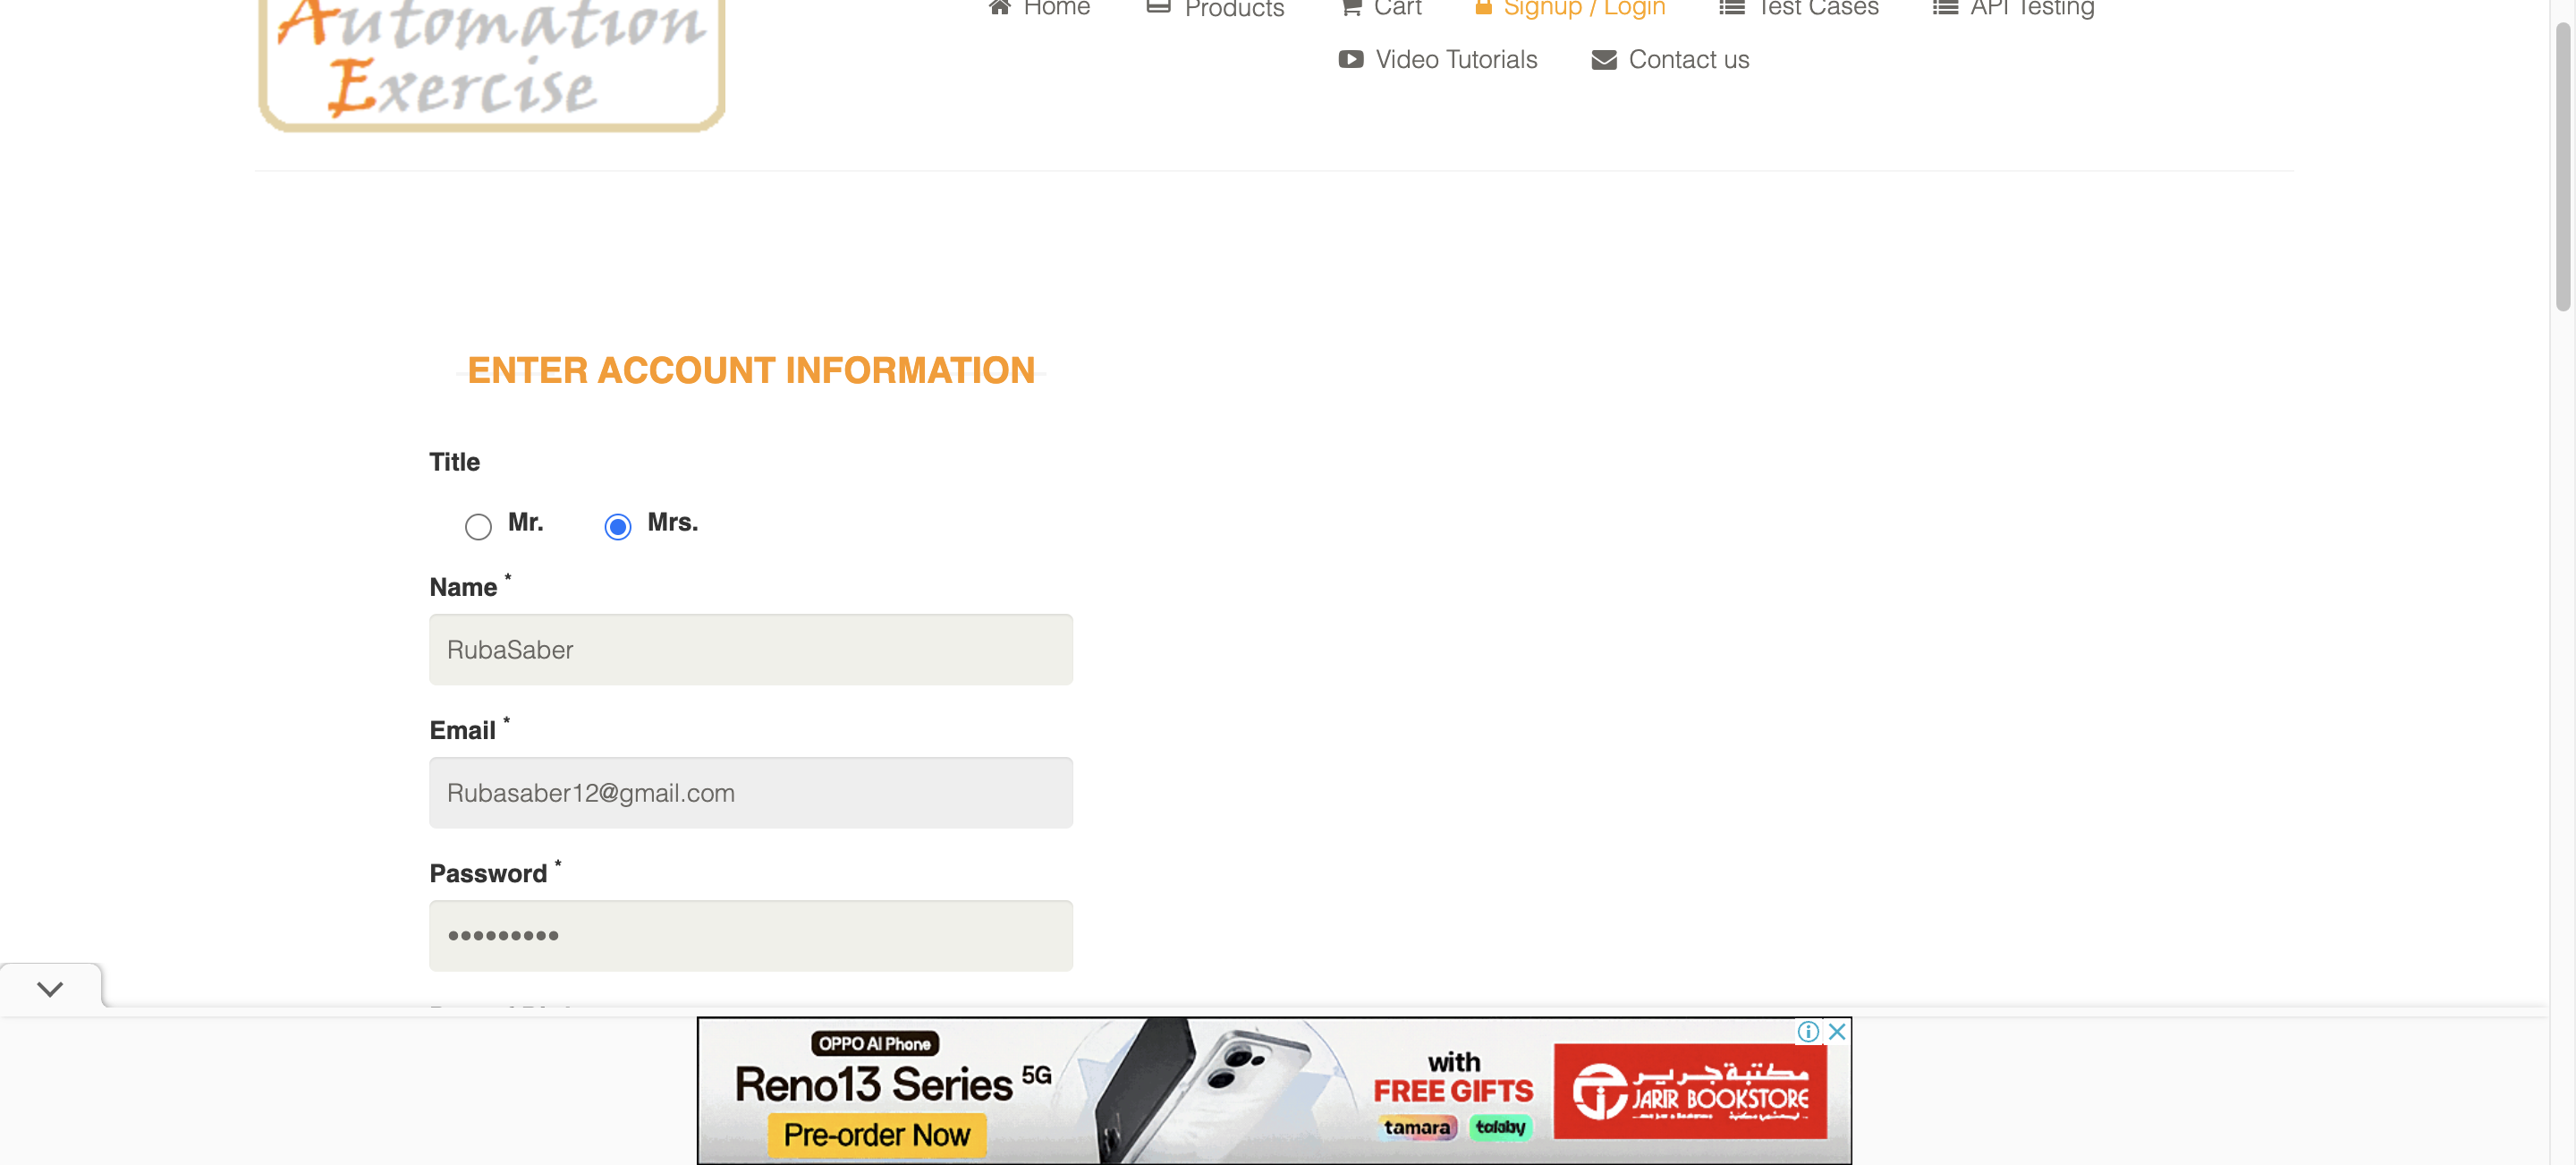 Automation
Exercise
Home
Products
Cart
Signup / Login
Test Cases
API Testing
Video Tutorials
Contact us
ENTER ACCOUNT INFORMATION
Title
Mr.
Mrs.
Name *
RubaSaber
Email *
Rubasaber12@gmail.com
Password *
•••••••••
OPPO AI Phone
Reno13 Series 5G
Pre-order Now
with
FREE GIFTS
tamara
tabby
مكتبة جرير
JARIR BOOKSTORE